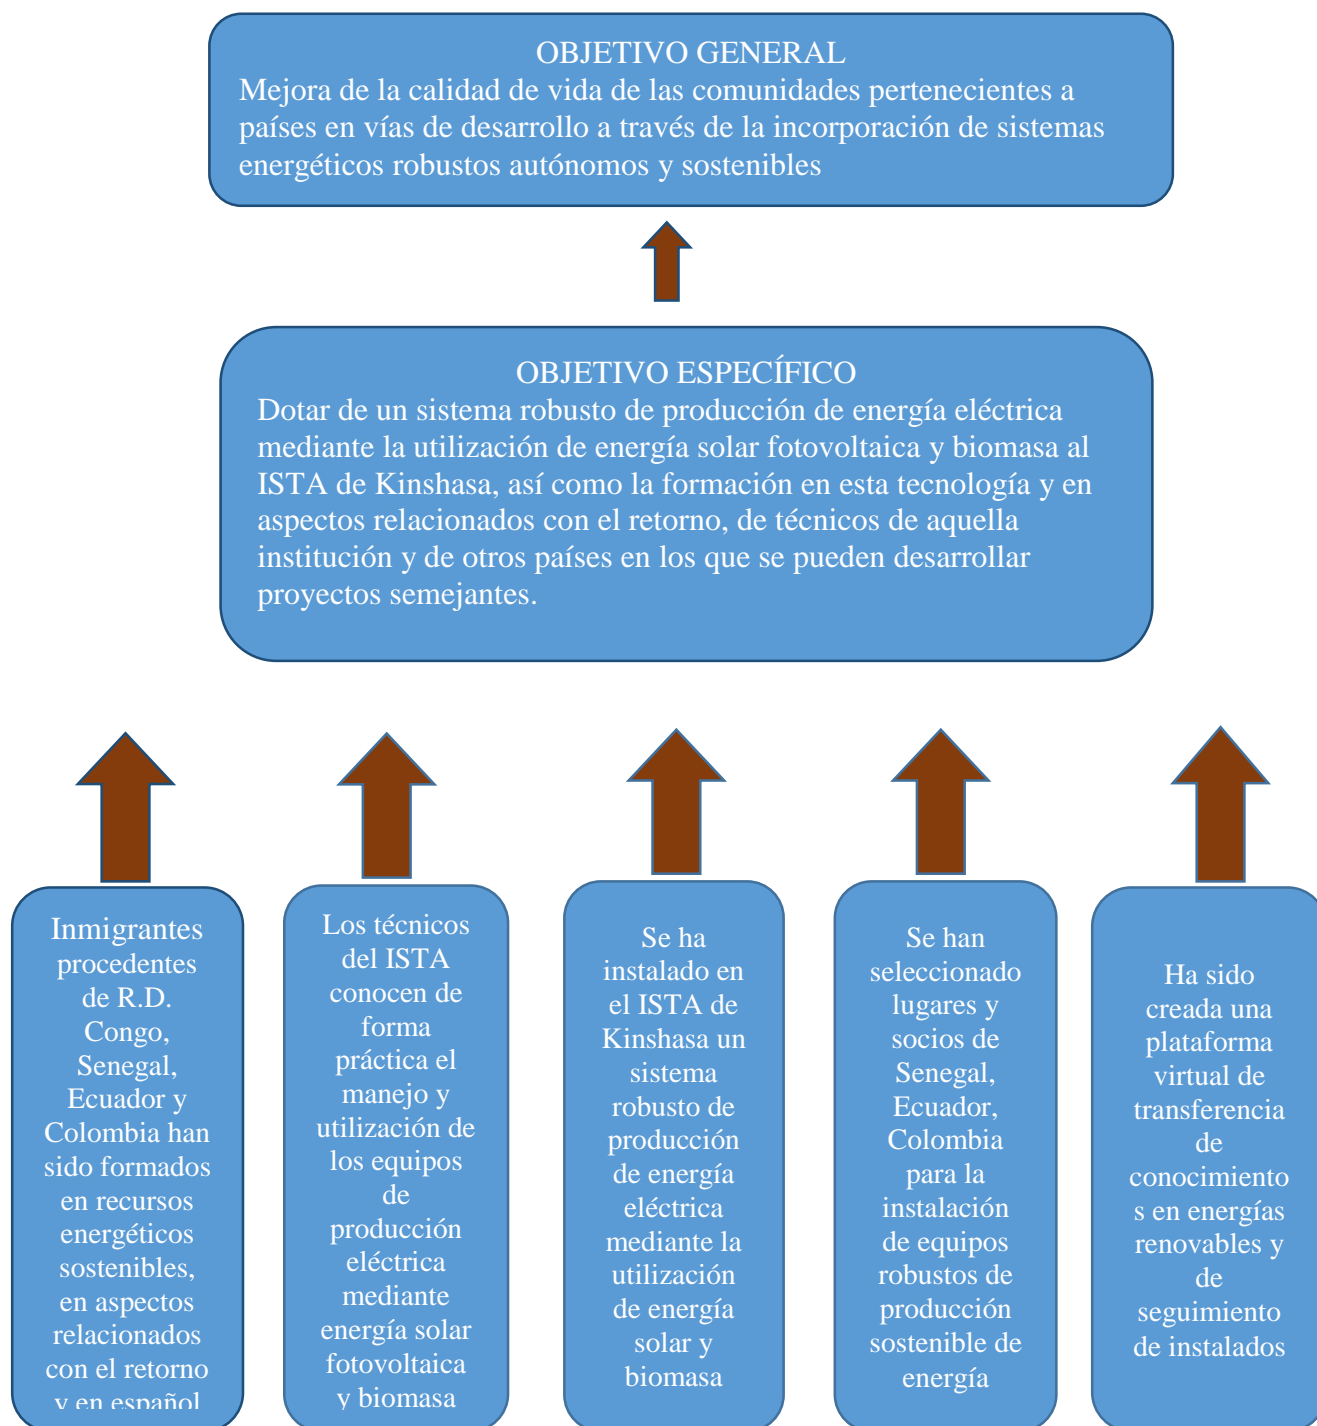 OBJETIVO GENERAL
Mejora de la calidad de vida de las comunidades pertenecientes a
países en vías de desarrollo a través de la incorporación de sistemas
energéticos robustos autónomos y sostenibles
OBJETIVO ESPECÍFICO
Dotar de un sistema robusto de producción de energía eléctrica
mediante la utilización de energía solar fotovoltaica y biomasa al
ISTA de Kinshasa, así como la formación en esta tecnología y en
aspectos relacionados con el retorno, de técnicos de aquella
institución y de otros países en los que se pueden desarrollar
proyectos semejantes.
Inmigrantes
procedentes
de R.D.
Congo,
Senegal,
Ecuador y
Colombia han
sido formados
en recursos
energéticos
sostenibles,
en aspectos
relacionados
con el retorno
y en español
Los técnicos
del ISTA
conocen de
forma
práctica el
manejo y
utilización de
los equipos
de
producción
eléctrica
mediante
energía solar
fotovoltaica
y biomasa
Se ha
instalado en
el ISTA de
Kinshasa un
sistema
robusto de
producción
de energía
eléctrica
mediante la
utilización
de energía
solar y
biomasa
Se han
seleccionado
lugares y
socios de
Senegal,
Ecuador,
Colombia
para la
instalación
de equipos
robustos de
producción
sostenible de
energía
Ha sido
creada una
plataforma
virtual de
transferencia
de
conocimiento
s en energías
renovables y
de
seguimiento
de instalados